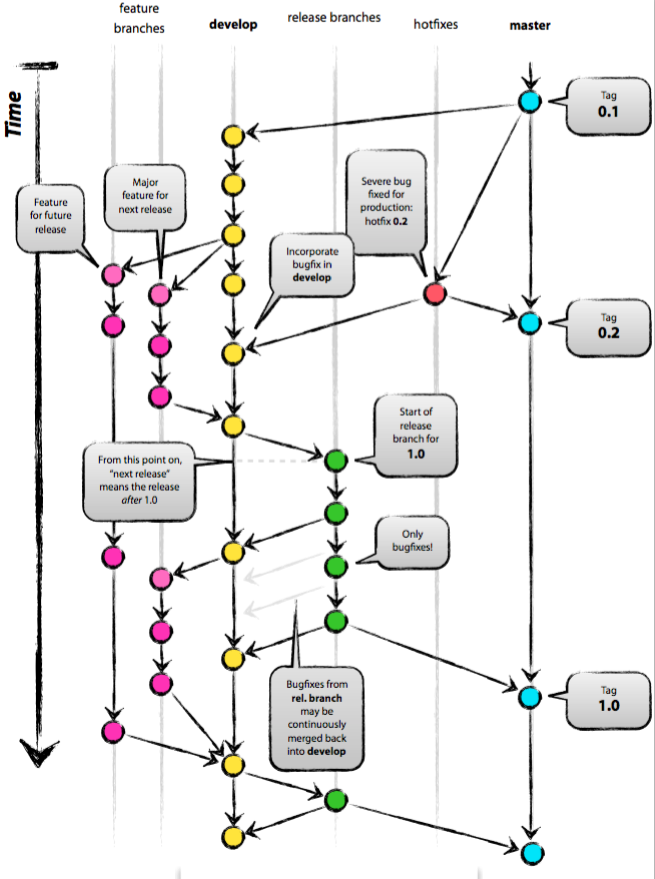 feature
branches
develop
release branches
hotfixes
master
Time
Tag
0.1
Severe bug
fixed for
production:
hotfix 0.2
Major
feature for
next release
Feature
for future
release
Incorporate
bugfix in
develop
Tag
0.2
Start of
release
branch for
1.0
From this point on,
“next release”
means the release
after 1.0
Only
bugfixes!
Bugfixes from
rel. branch
may be
continuously
merged back
into develop
Tag
1.0